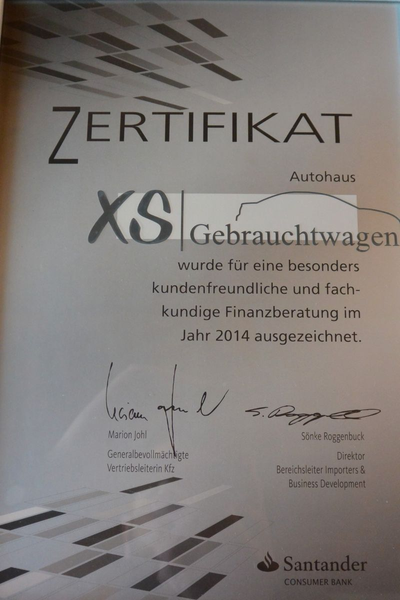 ZERTIFIKAT
Autohaus
XS Gebrauchtwagen
wurde für eine besonders
kundenfreundliche und fach-
kundige Finanzberatung im
Jahr 2014 ausgezeichnet.
Marion Johl
Generalbevollmächtigte
Vertriebsleiterin Kfz
Sönke Roggenbuck
Direktor
Bereichsleiter Importers &
Business Development
Santander
CONSUMER BANK